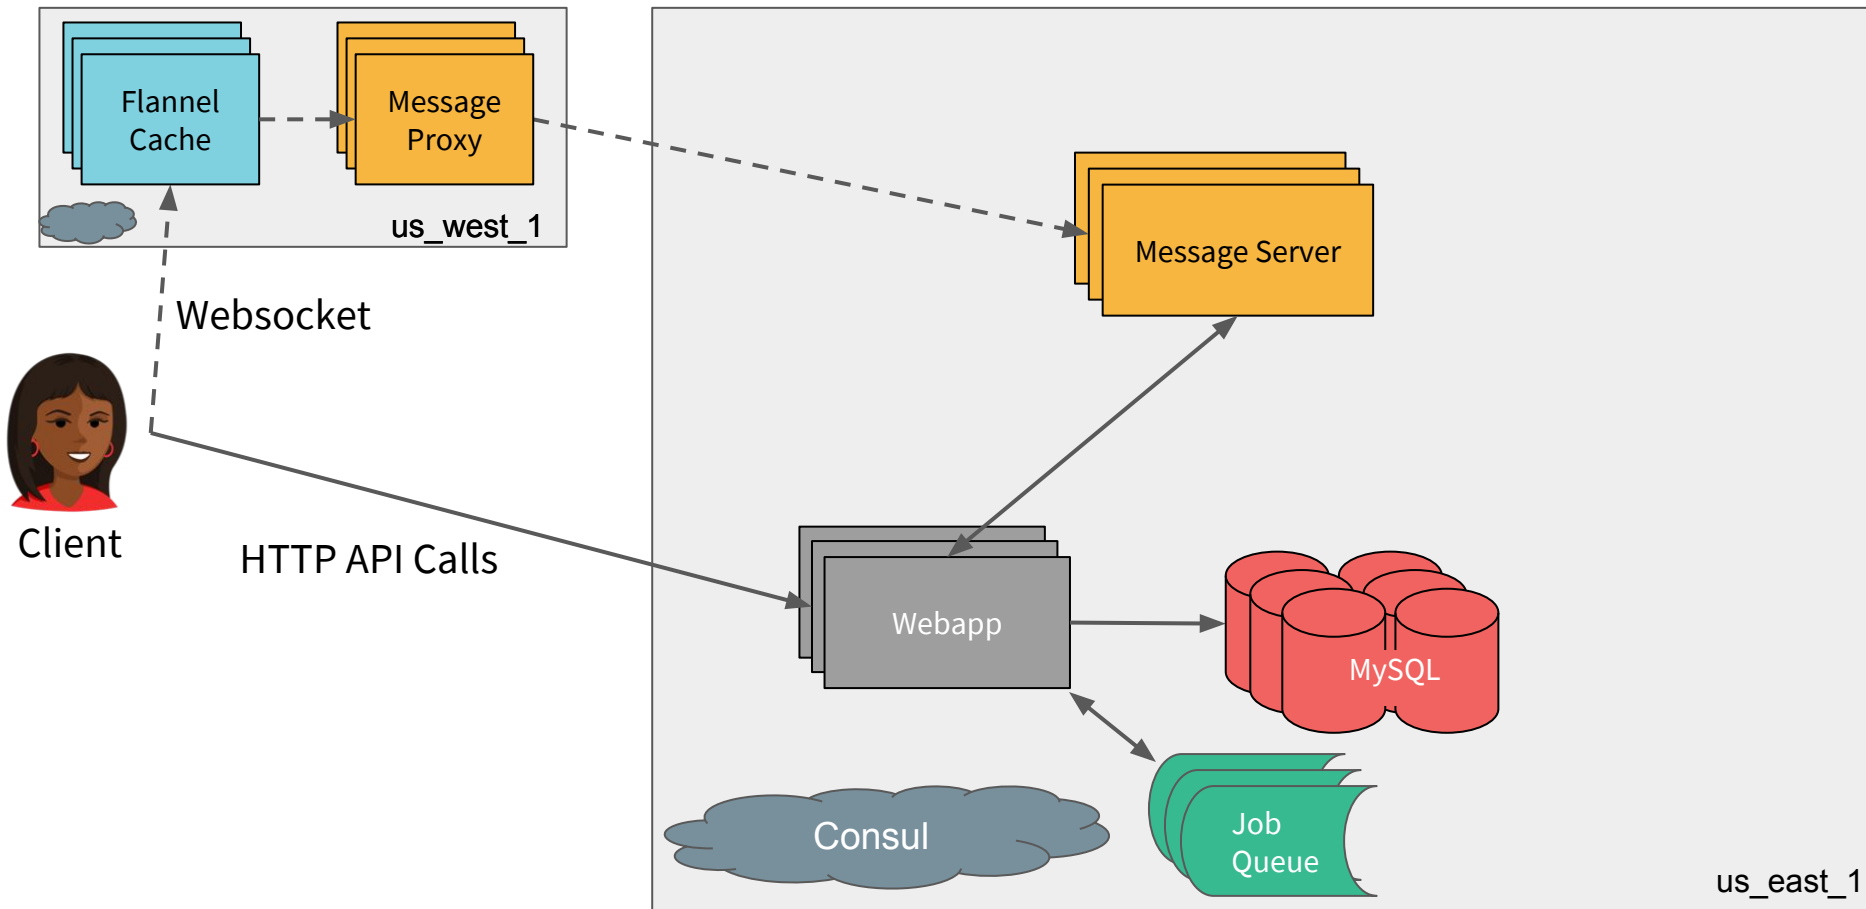 Flannel
Cache
Message
Proxy
us_west_1
Message Server
Websocket
Client
HTTP API Calls
Webapp
MySQL
Consul
Job
Queue
us_east_1